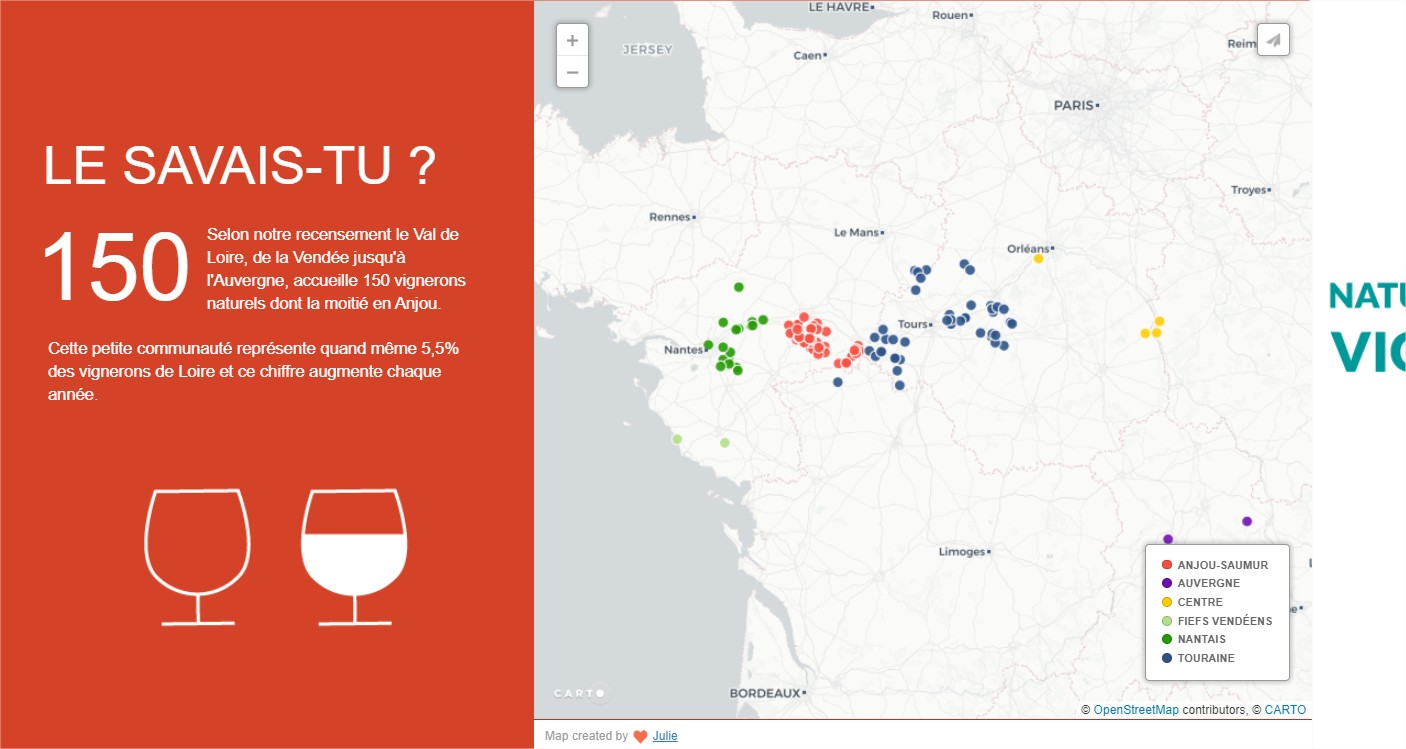 LE SAVAIS-TU ?
150
Selon notre recensement le Val de
Loire, de la Vendée jusqu'à
l'Auvergne, accueille 150 vignerons
naturels dont la moitié en Anjou.
Cette petite communauté représente quand même 5,5%
des vignerons de Loire et ce chiffre augmente chaque
année.
+
−
LE HAVRE
Rouen
JERSEY
Caen
Reim
PARIS
Troyes
Rennes
Le Mans
Orléans
Tours
Nantes
Limoges
BORDEAUX
ANJOU-SAUMUR
AUVERGNE
CENTRE
FIEFS VENDÉENS
NANTAIS
TOURAINE
CARTO
© OpenStreetMap contributors, © CARTO
Map created by Julie
NATU
VIG